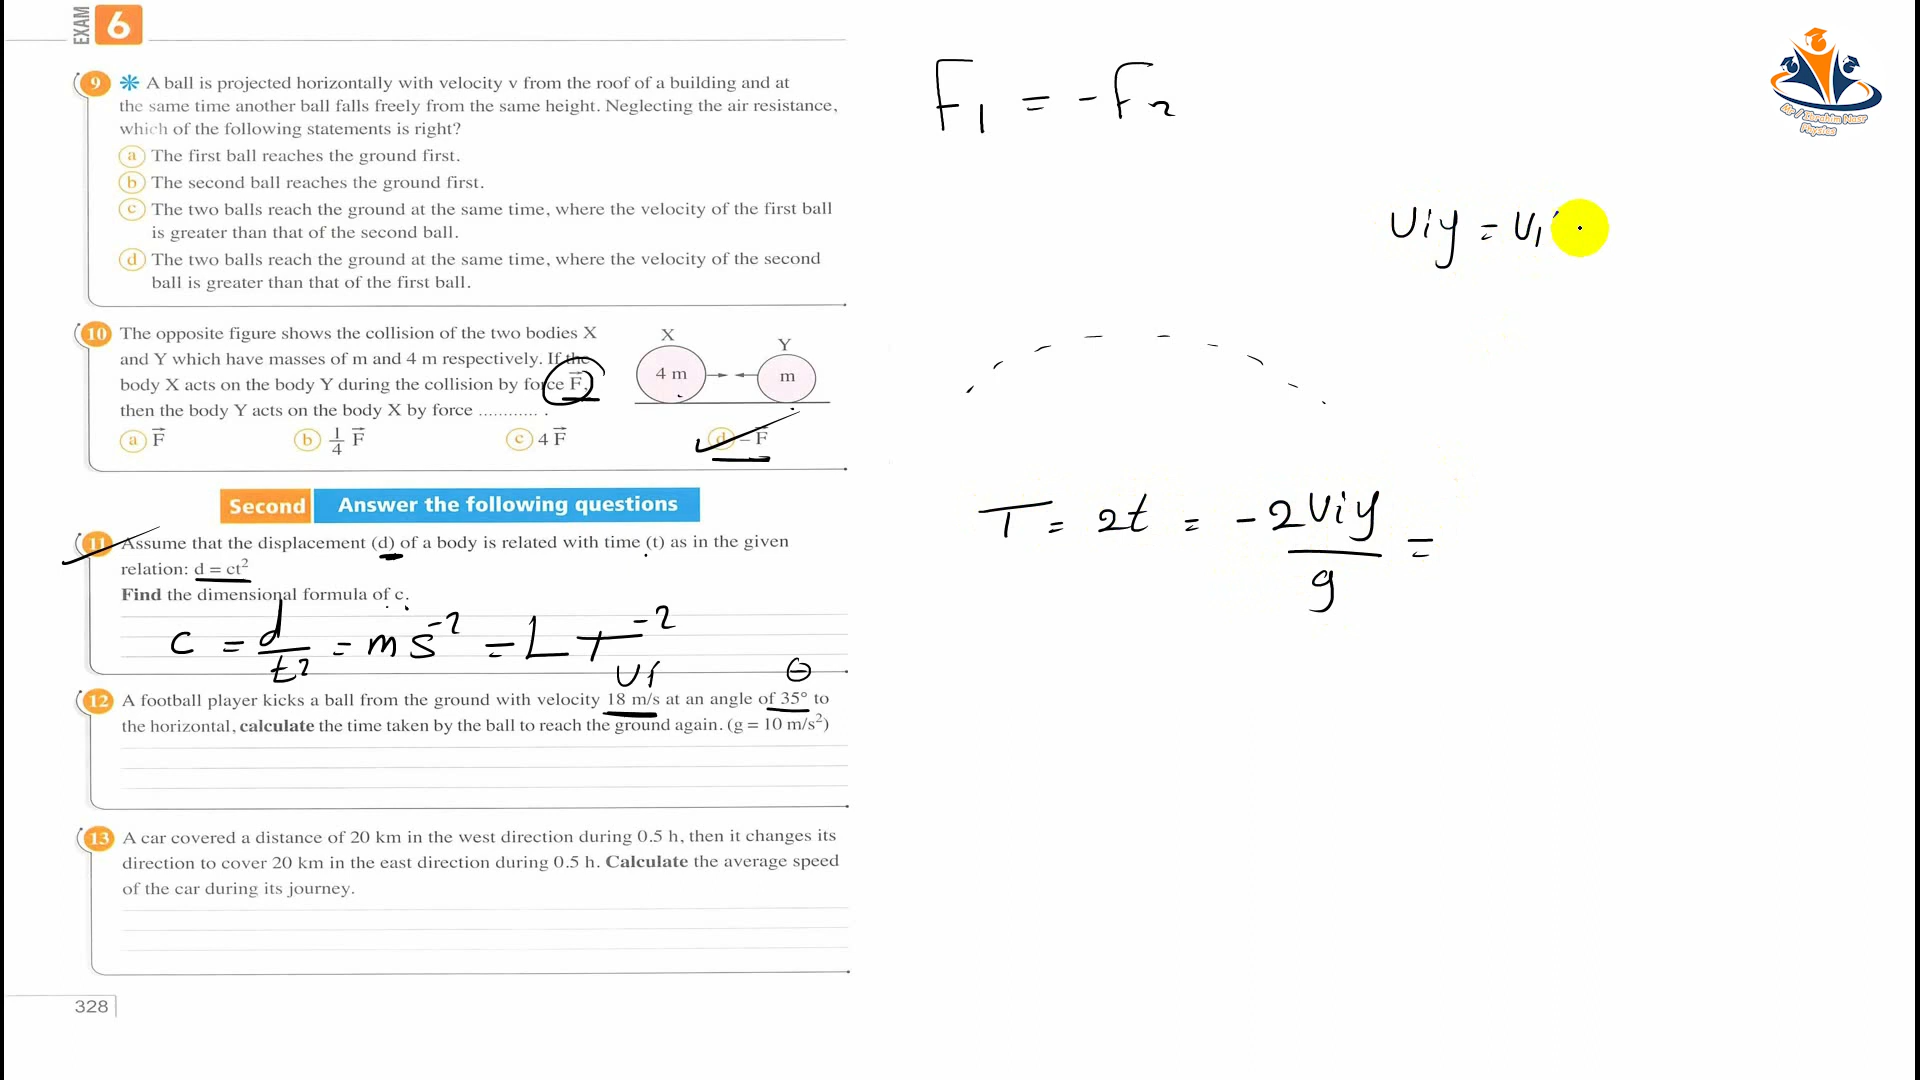 EXAM 6
9 * A ball is projected horizontally with velocity v from the roof of a building and at
the same time another ball falls freely from the same height. Neglecting the air resistance,
which of the following statements is right?
a The first ball reaches the ground first.
b The second ball reaches the ground first.
c The two balls reach the ground at the same time, where the velocity of the first ball
is greater than that of the second ball.
d The two balls reach the ground at the same time, where the velocity of the second
ball is greater than that of the first ball.
10 The opposite figure shows the collision of the two bodies X
and Y which have masses of m and 4 m respectively. If the
body X acts on the body Y during the collision by force F⃗,
then the body Y acts on the body X by force ............ .
X
Y
4 m
m
a F⃗
b 1/4 F⃗
c 4 F⃗
d – F⃗
Second Answer the following questions
11 Assume that the displacement (d) of a body is related with time (t) as in the given
relation: d = ct²
Find the dimensional formula of c.
c = d/t² = m s⁻² = L T⁻²
Vi
θ
12 A football player kicks a ball from the ground with velocity 18 m/s at an angle of 35° to
the horizontal, calculate the time taken by the ball to reach the ground again. (g = 10 m/s²)
13 A car covered a distance of 20 km in the west direction during 0.5 h, then it changes its
direction to cover 20 km in the east direction during 0.5 h. Calculate the average speed
of the car during its journey.
328
F₁ = -F₂
Viy = Vi
T = 2t = -2Viy/g =
Mr / Ibrahim Nasr
Physics